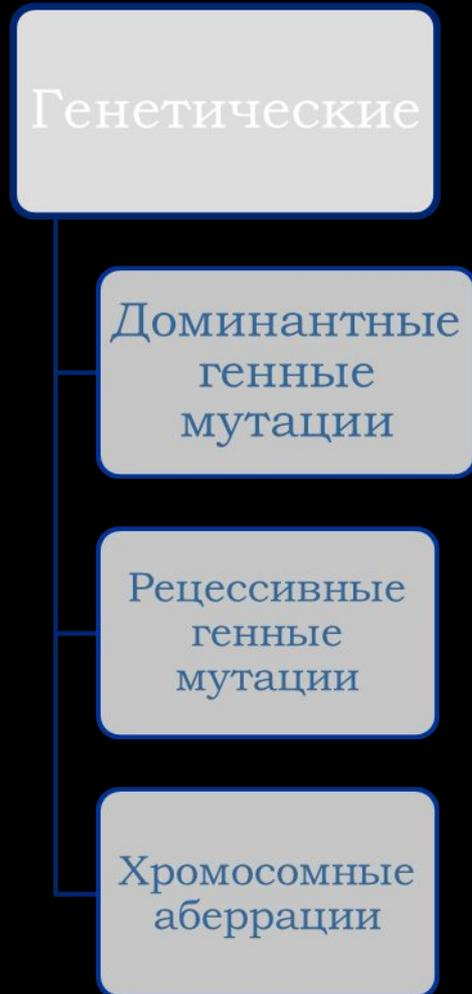 Генетические
Доминантные
генные
мутации
Рецессивные
генные
мутации
Хромосомные
аберрации